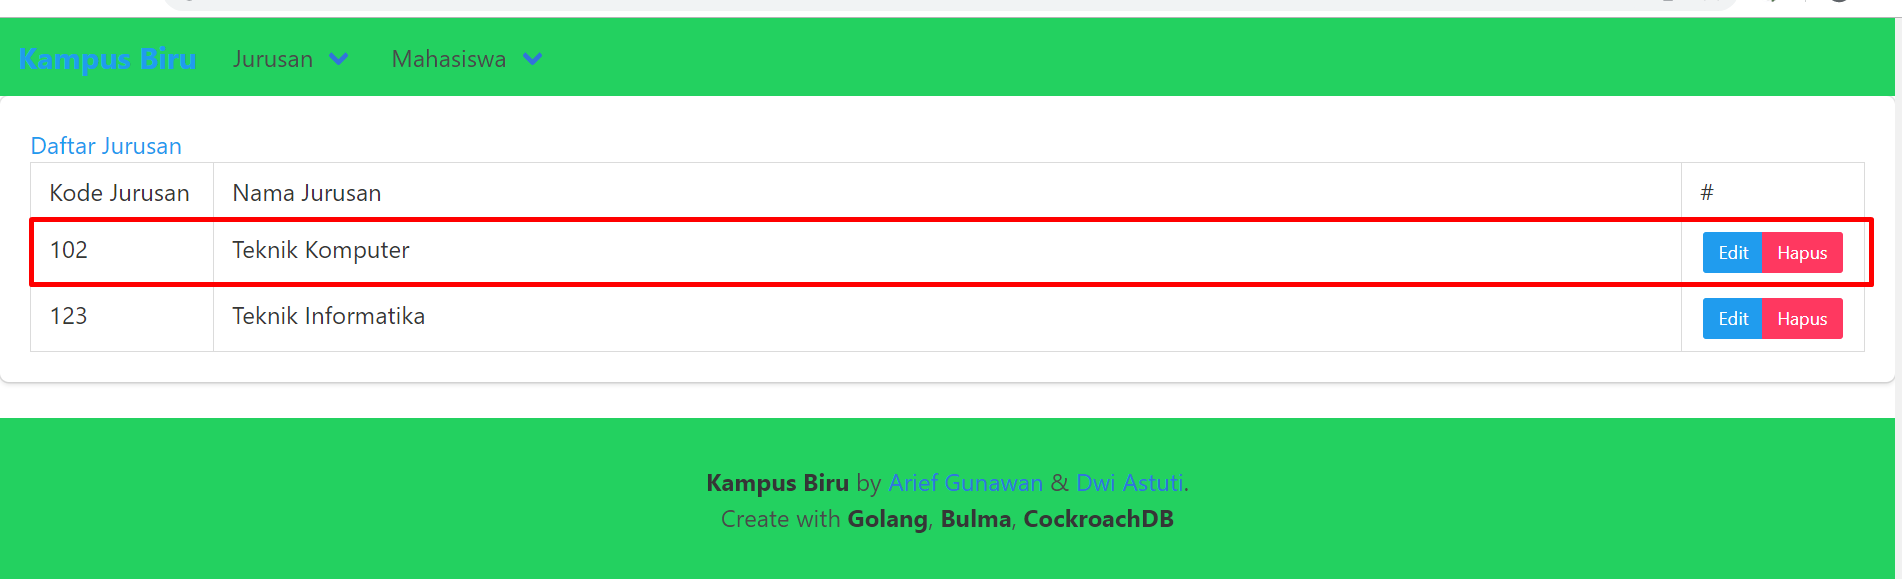 Kampus Biru Jurusan Mahasiswa
Daftar Jurusan
Kode Jurusan Nama Jurusan #
102 Teknik Komputer Edit Hapus
123 Teknik Informatika Edit Hapus
Kampus Biru by Arief Gunawan & Dwi Astuti.
Create with Golang, Bulma, CockroachDB